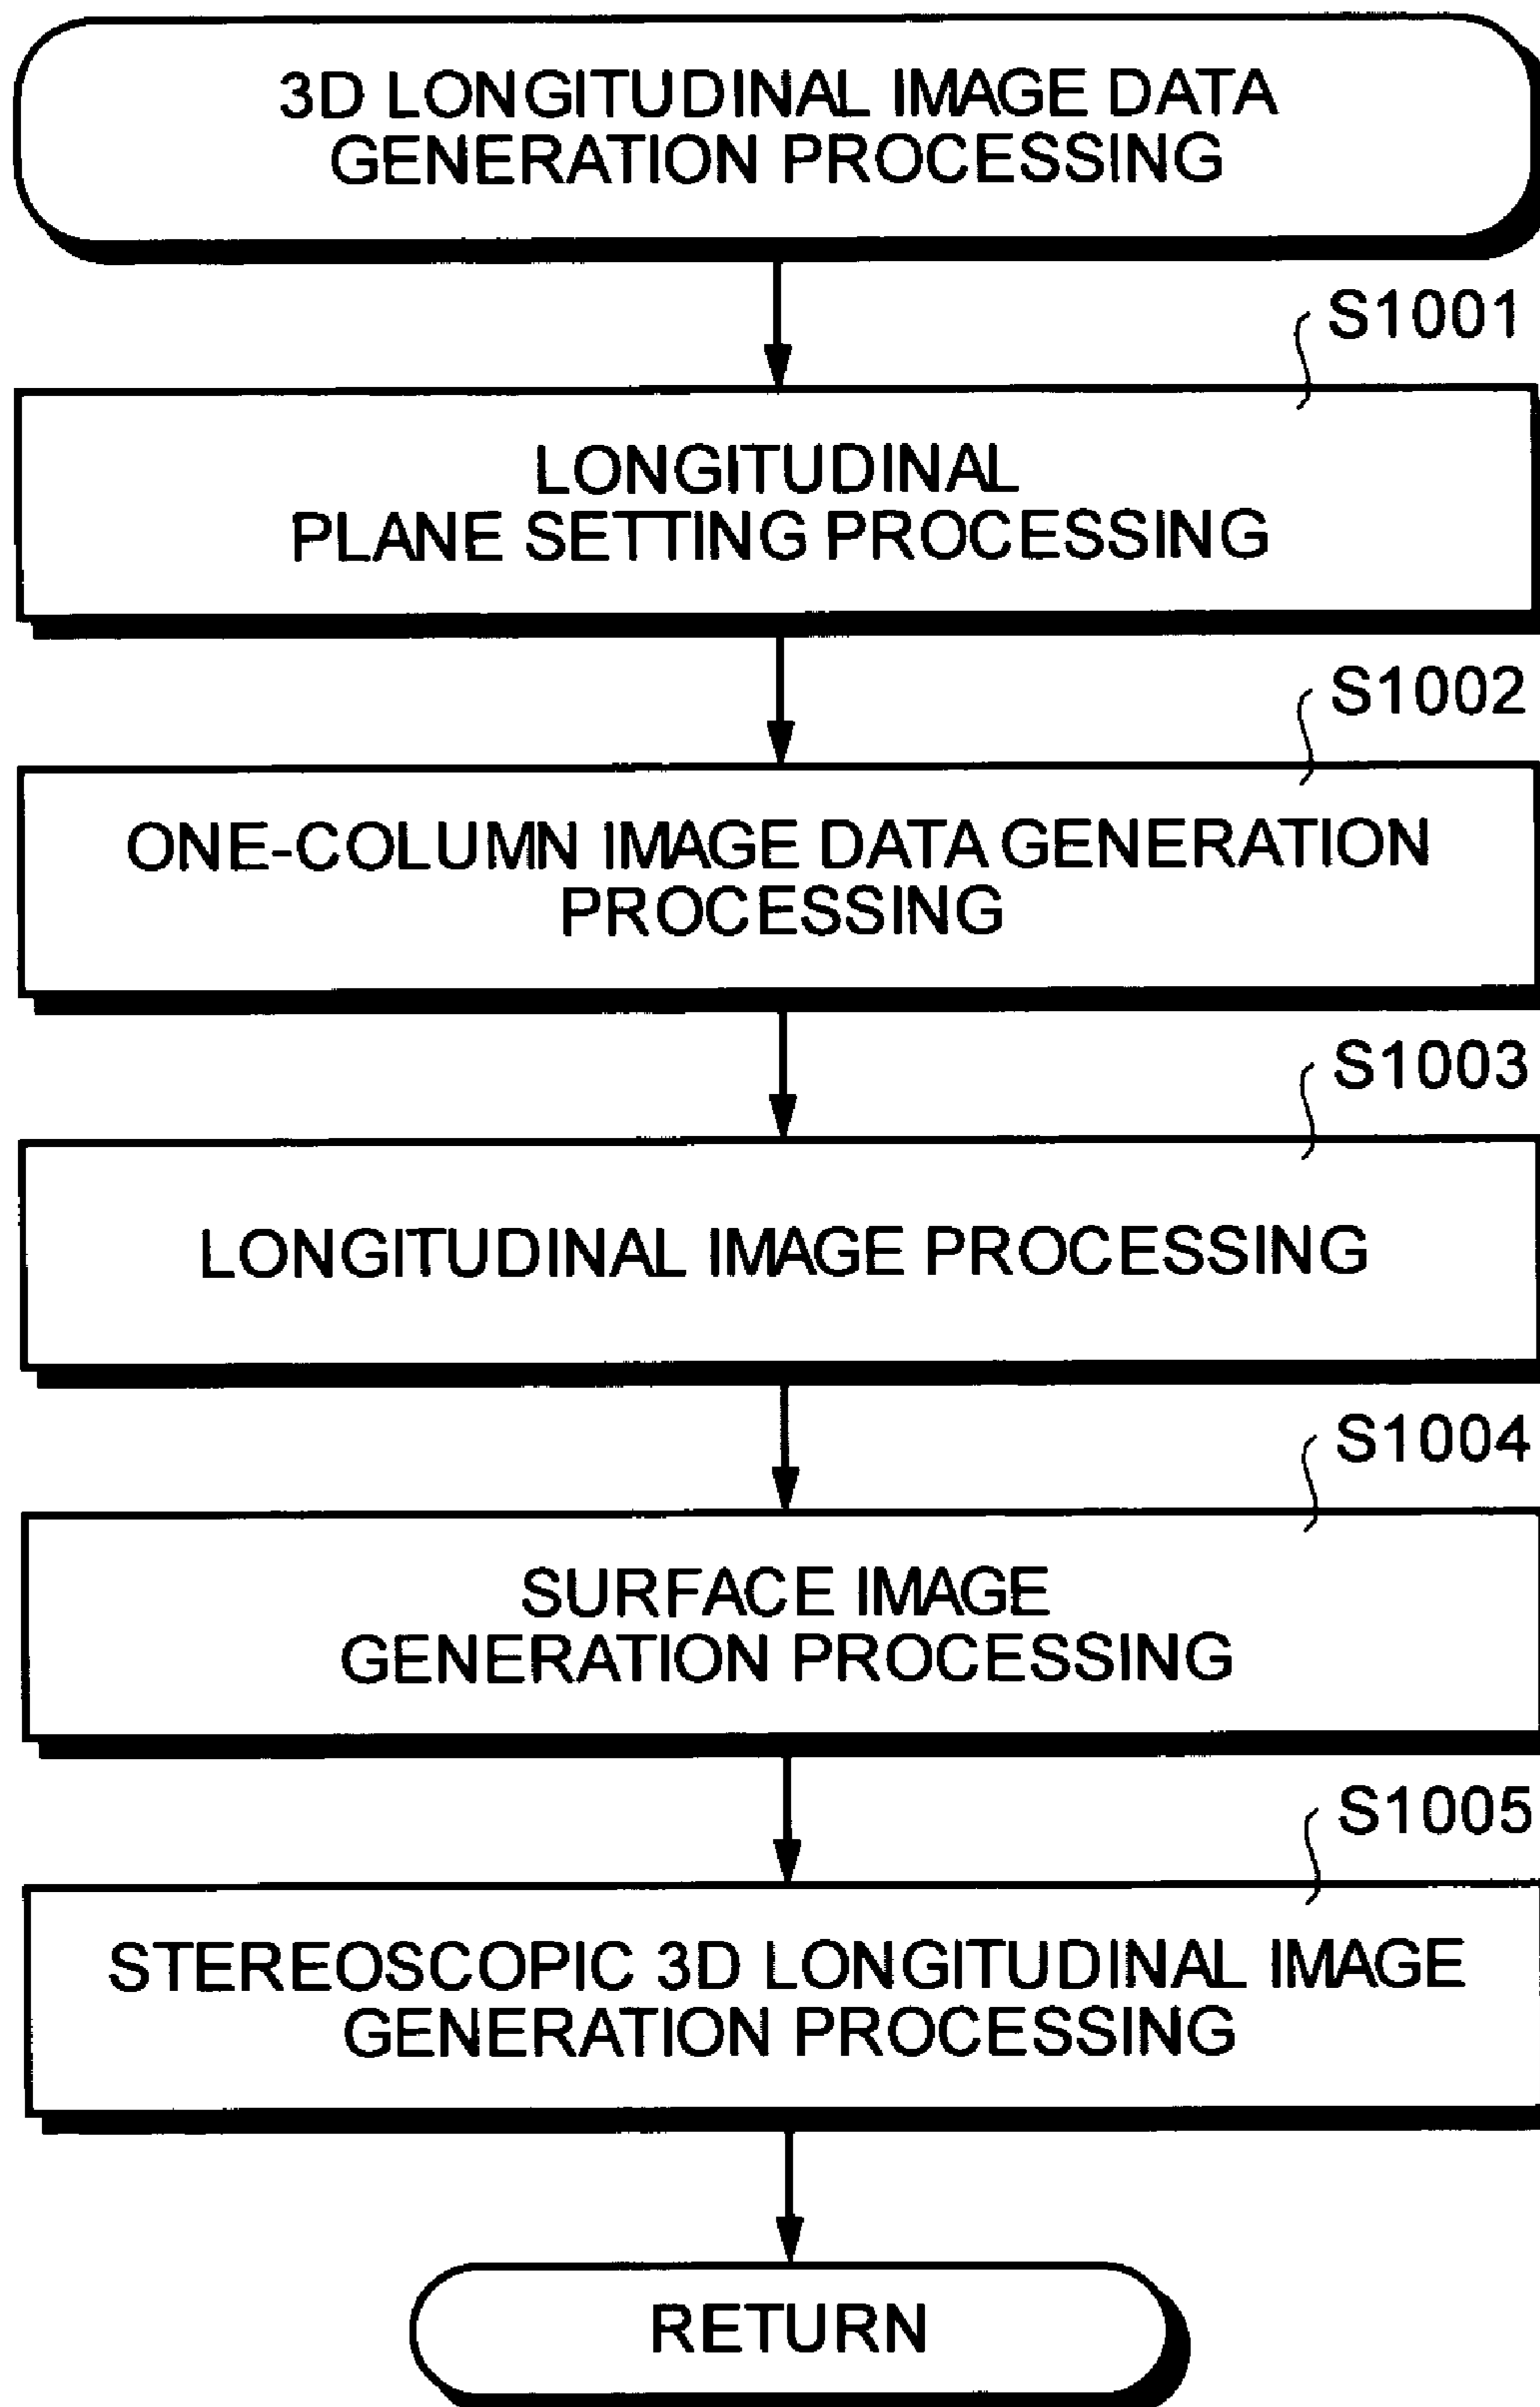 3D LONGITUDINAL IMAGE DATA
GENERATION PROCESSING
S1001
LONGITUDINAL
PLANE SETTING PROCESSING
S1002
ONE-COLUMN IMAGE DATA GENERATION
PROCESSING
S1003
LONGITUDINAL IMAGE PROCESSING
S1004
SURFACE IMAGE
GENERATION PROCESSING
S1005
STEREOSCOPIC 3D LONGITUDINAL IMAGE
GENERATION PROCESSING
RETURN